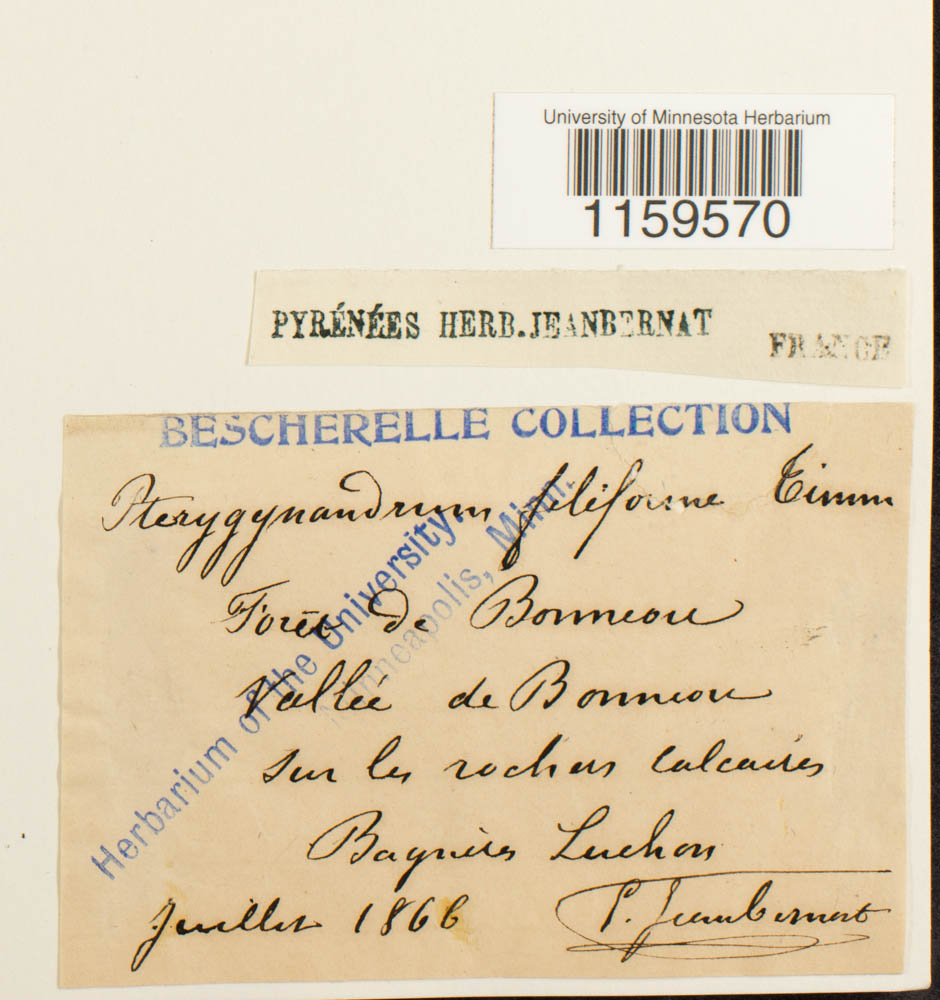 University of Minnesota Herbarium
1159570
PYRÉNÉES HERB. JEANBERNAT
FRANCE
BESCHERELLE COLLECTION
Pterygynandrum filiforme Timm
Herbarium of the University,
Minneapolis, Minn.
Forêt de Bonneou
Vallée de Bonneou
sur les rochers calcaires
Bagnères Luchon
Juillet 1866
E. Jeanbernat